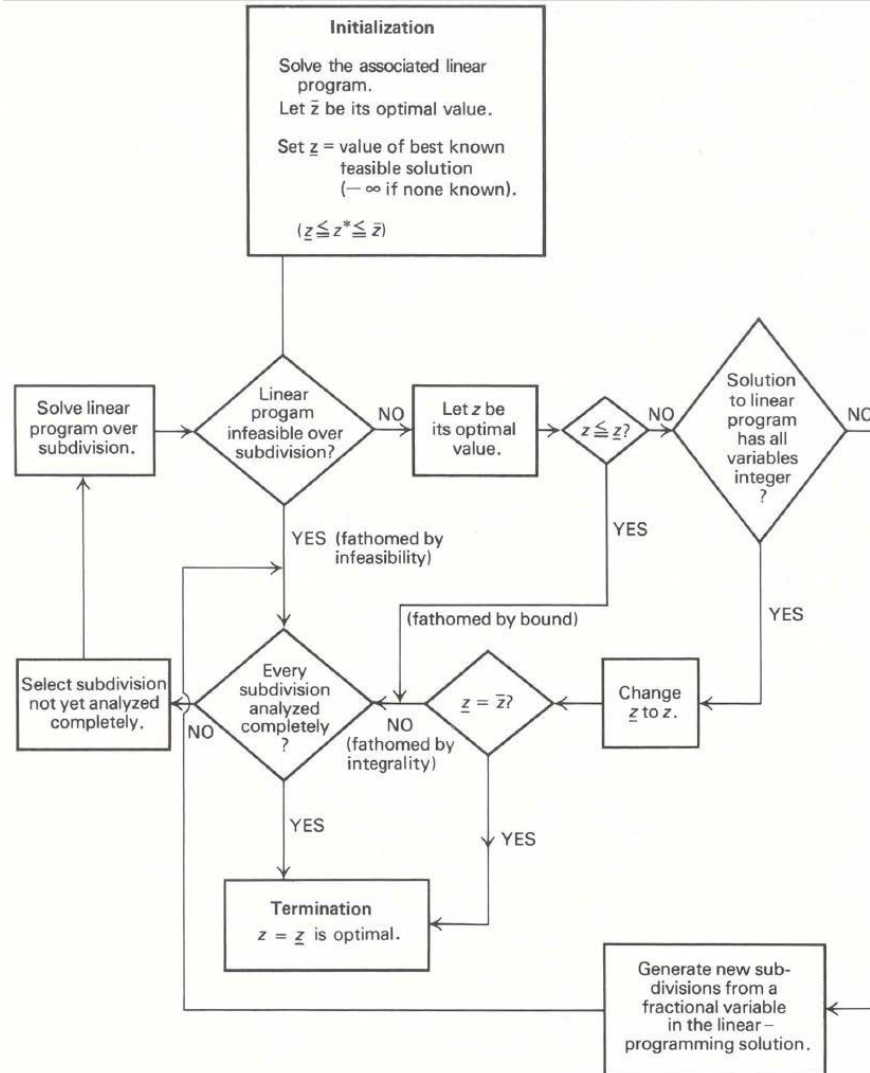 Initialization
Solve the associated linear
program.
Let z̄ be its optimal value.
Set z̲ = value of best known
feasible solution
(− ∞ if none known).
(z̲ ≦ z* ≦ z̄)
Solve linear
program over
subdivision.
Linear
progam
infeasible over
subdivision?
NO
Let z be
its optimal
value.
z ≦ z̲?
NO
Solution
to linear
program
has all
variables
integer
?
NO
YES (fathomed by
infeasibility)
YES
(fathomed by bound)
YES
Select subdivision
not yet analyzed
completely.
NO
Every
subdivision
analyzed
completely
?
NO
(fathomed by
integrality)
z̲ = z̄?
Change
z̲ to z.
YES
YES
Termination
z = z̲ is optimal.
Generate new sub-
divisions from a
fractional variable
in the linear –
programming solution.